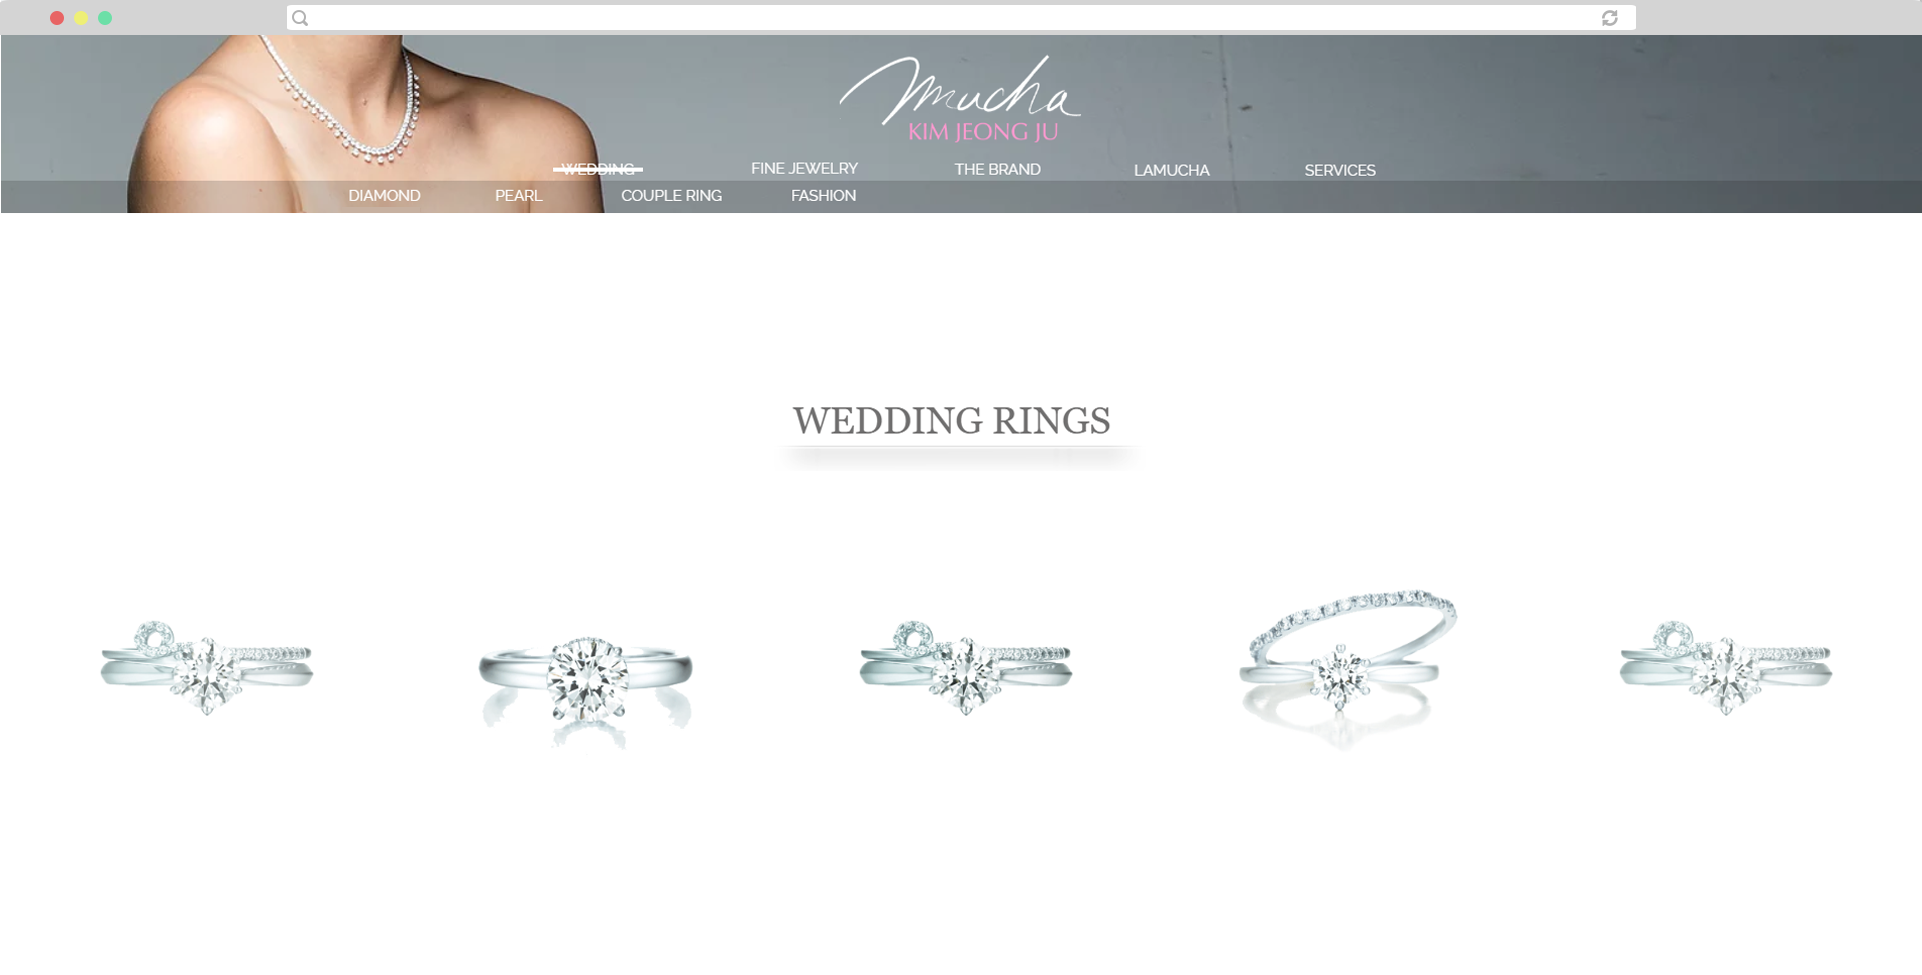 Mucha
KIM JEONG JU
WEDDING FINE JEWELRY THE BRAND LAMUCHA SERVICES
DIAMOND PEARL COUPLE RING FASHION
WEDDING RINGS